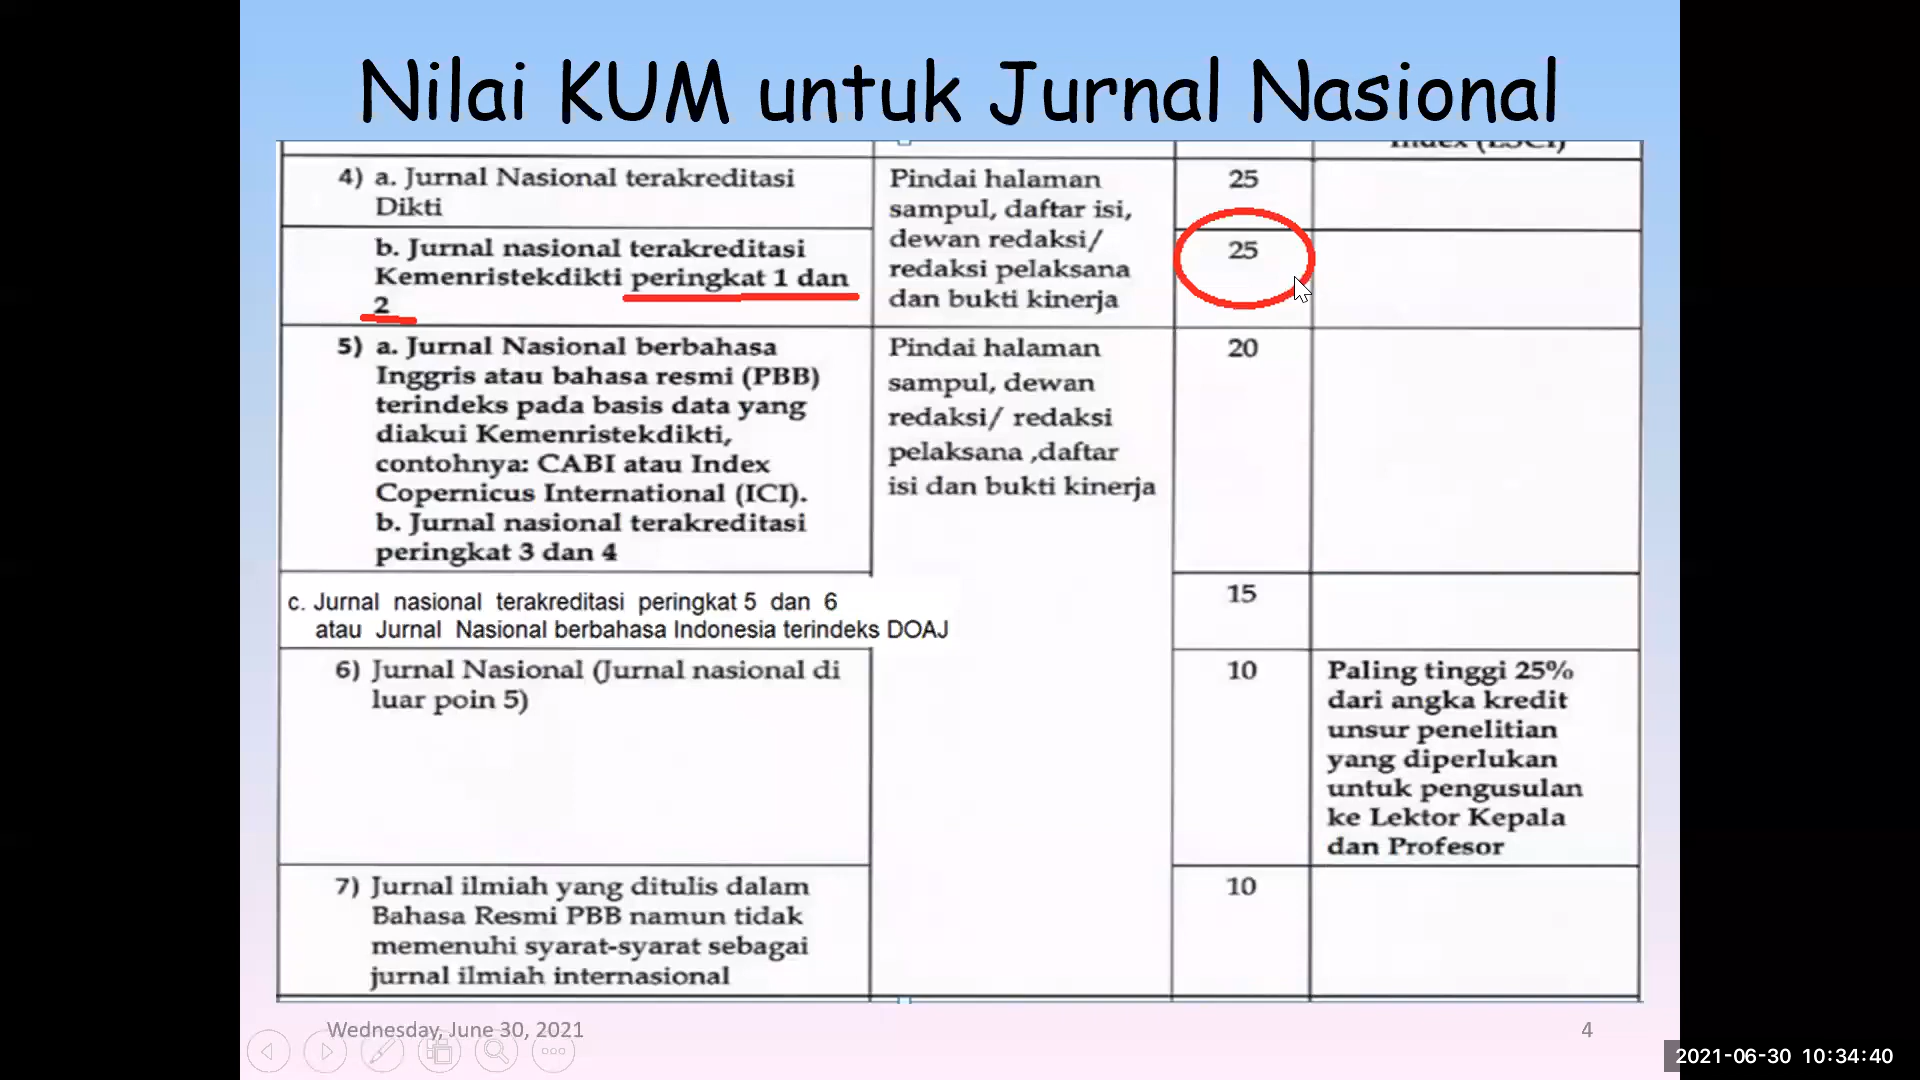 Nilai KUM untuk Jurnal Nasional
Index (ESCI)
4) a. Jurnal Nasional terakreditasi
Dikti
b. Jurnal nasional terakreditasi
Kemenristekdikti peringkat 1 dan
2
Pindai halaman
sampul, daftar isi,
dewan redaksi/
redaksi pelaksana
dan bukti kinerja
25
25
5) a. Jurnal Nasional berbahasa
Inggris atau bahasa resmi (PBB)
terindeks pada basis data yang
diakui Kemenristekdikti,
contohnya: CABI atau Index
Copernicus International (ICI).
b. Jurnal nasional terakreditasi
peringkat 3 dan 4
Pindai halaman
sampul, dewan
redaksi/ redaksi
pelaksana ,daftar
isi dan bukti kinerja
20
c. Jurnal nasional terakreditasi peringkat 5 dan 6
atau Jurnal Nasional berbahasa Indonesia terindeks DOAJ
15
6) Jurnal Nasional (Jurnal nasional di
luar poin 5)
10
Paling tinggi 25%
dari angka kredit
unsur penelitian
yang diperlukan
untuk pengusulan
ke Lektor Kepala
dan Profesor
7) Jurnal ilmiah yang ditulis dalam
Bahasa Resmi PBB namun tidak
memenuhi syarat-syarat sebagai
jurnal ilmiah internasional
10
Wednesday, June 30, 2021
4
2021-06-30 10:34:40